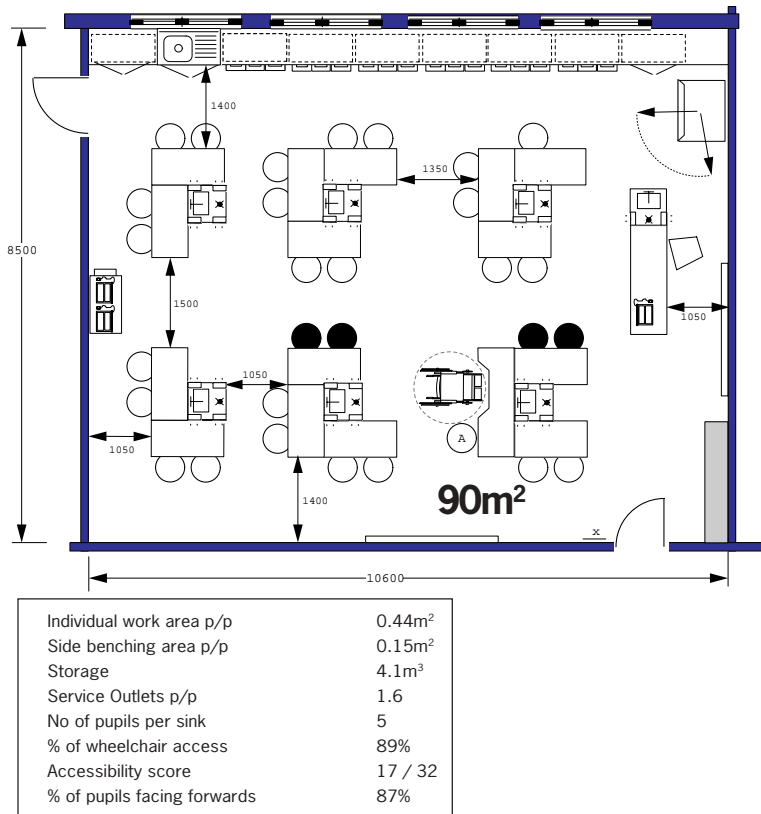 1400
1350
8500
1500
1050
1050
1050
A
1400
90m²
x
10600
Individual work area p/p 0.44m²
Side benching area p/p 0.15m²
Storage 4.1m³
Service Outlets p/p 1.6
No of pupils per sink 5
% of wheelchair access 89%
Accessibility score 17 / 32
% of pupils facing forwards 87%